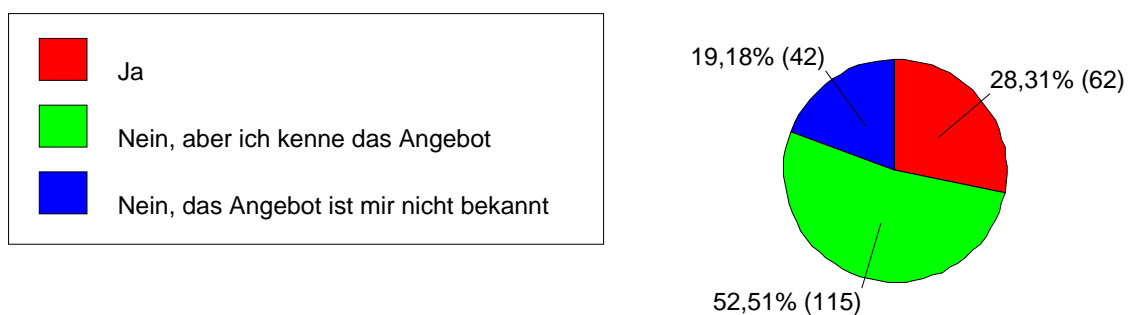 Ja
Nein, aber ich kenne das Angebot
Nein, das Angebot ist mir nicht bekannt
19,18% (42)
28,31% (62)
52,51% (115)